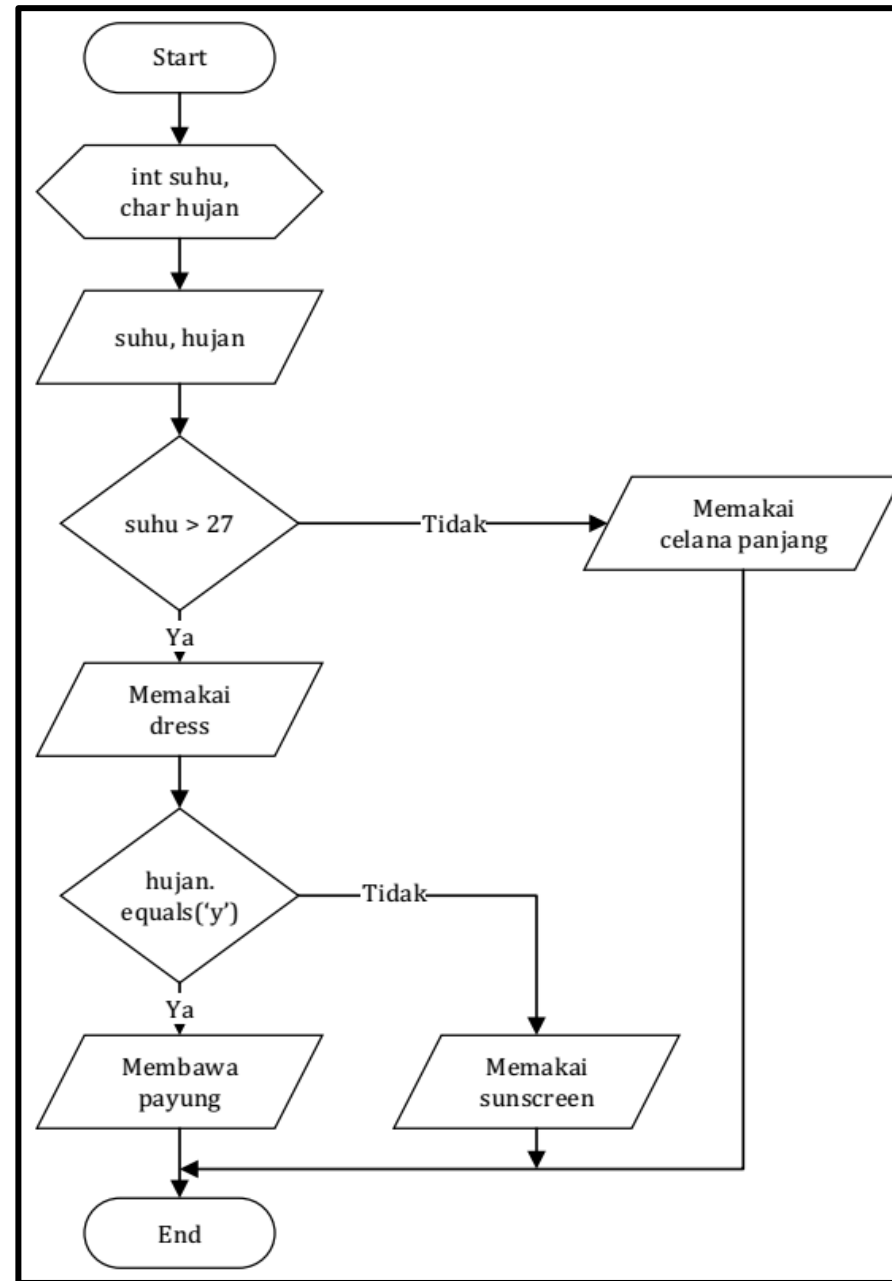 Start
int suhu,
char hujan
suhu, hujan
suhu > 27
Tidak
Memakai
celana panjang
Ya
Memakai
dress
hujan.
equals(‘y’)
Tidak
Ya
Membawa
payung
Memakai
sunscreen
End